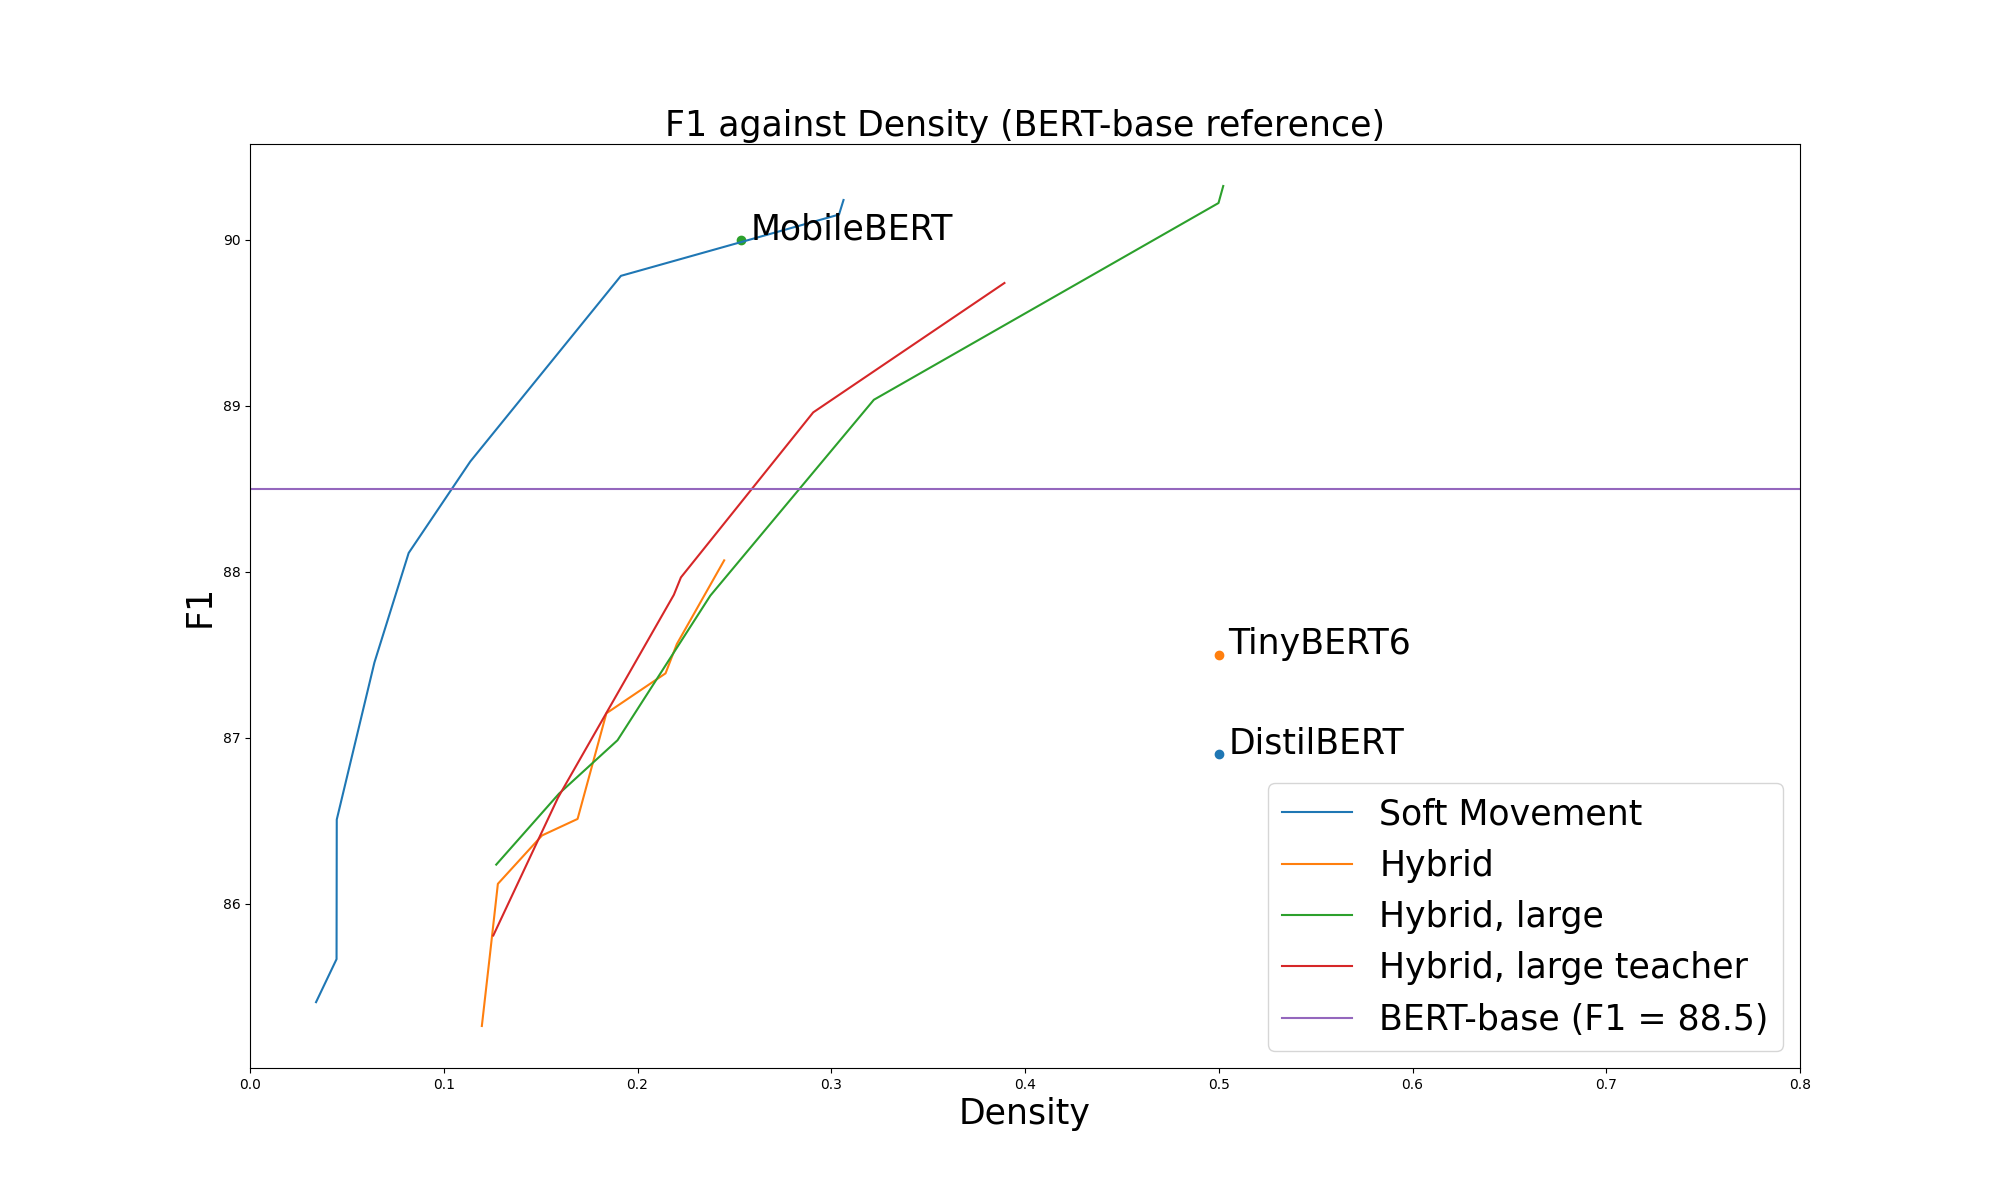 F1 against Density (BERT-base reference)
90
89
88
87
86
F1
MobileBERT
TinyBERT6
DistilBERT
Soft Movement
Hybrid
Hybrid, large
Hybrid, large teacher
BERT-base (F1 = 88.5)
0.0 0.1 0.2 0.3 0.4 0.5 0.6 0.7 0.8
Density